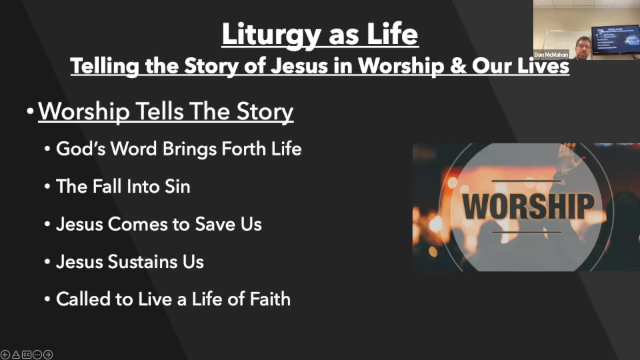 Liturgy as Life
Telling the Story of Jesus in Worship & Our Lives
Dan McMahan
• Worship Tells The Story
• God's Word Brings Forth Life
• The Fall Into Sin
• Jesus Comes to Save Us
• Jesus Sustains Us
• Called to Live a Life of Faith
WORSHIP